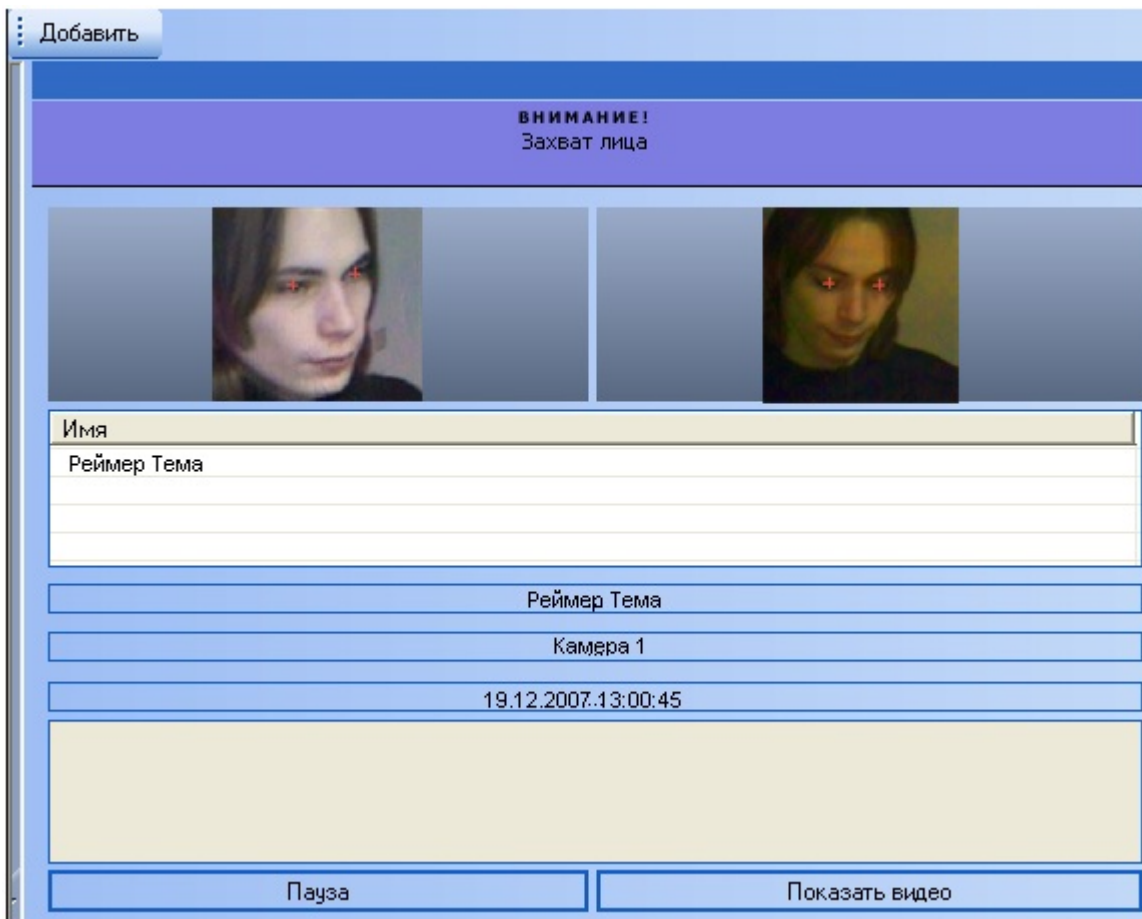 Добавить
ВНИМАНИЕ!
Захват лица
Имя
Реймер Тема
Реймер Тема
Камера 1
19.12.2007 13:00:45
Пауза
Показать видео